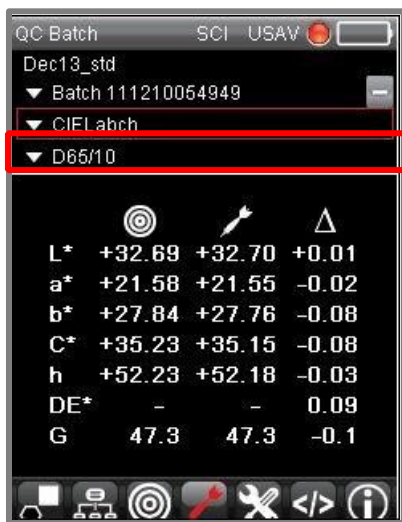 QC Batch SCI USAV
Dec13_std
Batch 111210054949
CIELabch
D65/10
Δ
L* +32.69 +32.70 +0.01
a* +21.58 +21.55 -0.02
b* +27.84 +27.76 -0.08
C* +35.23 +35.15 -0.08
h +52.23 +52.18 -0.03
DE* - - 0.09
G 47.3 47.3 -0.1
</>